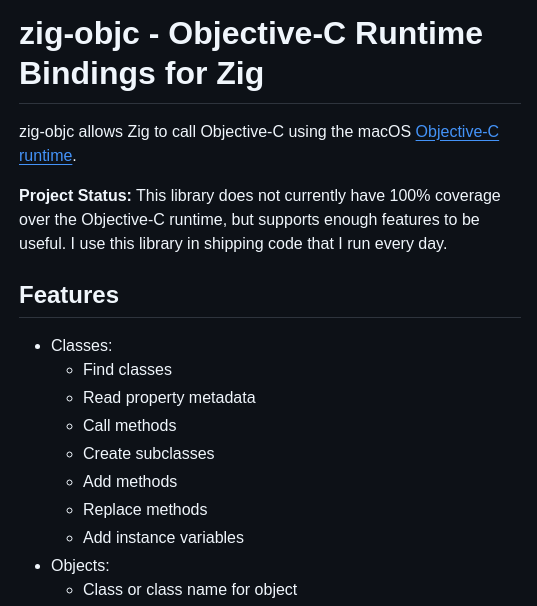 zig-objc - Objective-C Runtime
Bindings for Zig
zig-objc allows Zig to call Objective-C using the macOS Objective-C
runtime.
Project Status: This library does not currently have 100% coverage
over the Objective-C runtime, but supports enough features to be
useful. I use this library in shipping code that I run every day.
Features
• Classes:
◦ Find classes
◦ Read property metadata
◦ Call methods
◦ Create subclasses
◦ Add methods
◦ Replace methods
◦ Add instance variables
• Objects:
◦ Class or class name for object